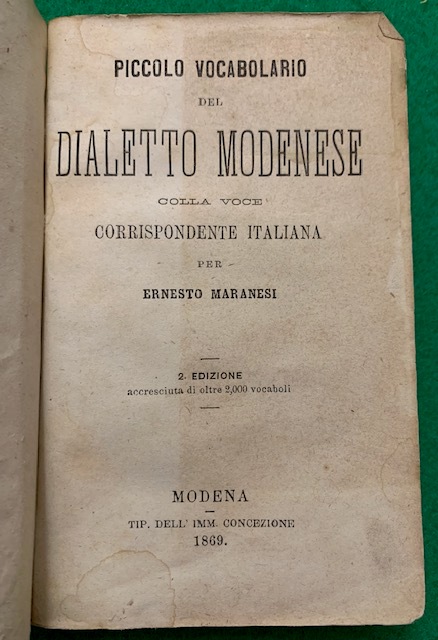 PICCOLO VOCABOLARIO
DEL
DIALETTO MODENESE
COLLA VOCE
CORRISPONDENTE ITALIANA
PER
ERNESTO MARANESI
2. EDIZIONE
accresciuta di oltre 2,000 vocaboli
MODENA
TIP. DELL' IMM. CONCEZIONE
1869.